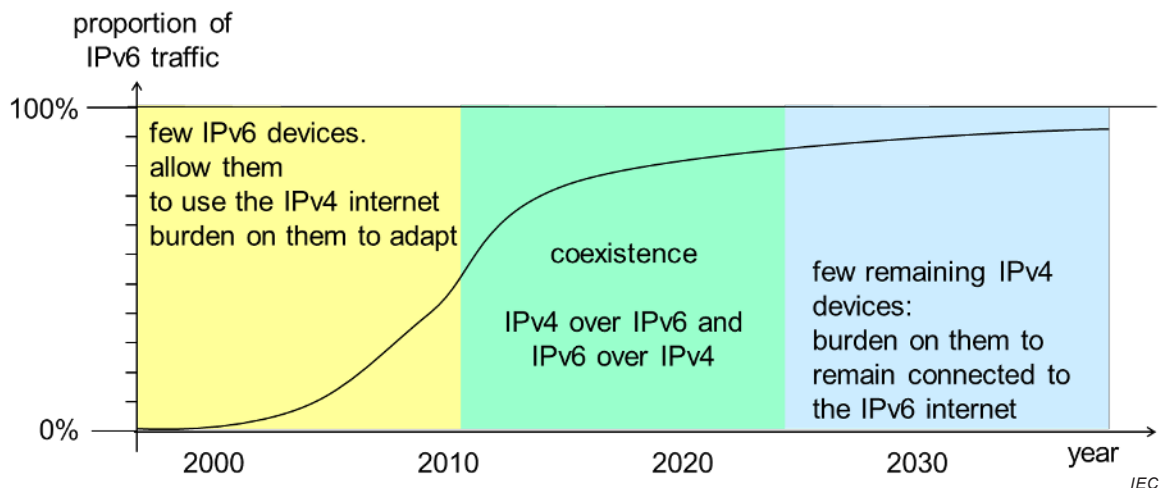 proportion of
IPv6 traffic
100%
few IPv6 devices.
allow them
to use the IPv4 internet
burden on them to adapt
coexistence
IPv4 over IPv6 and
IPv6 over IPv4
few remaining IPv4
devices:
burden on them to
remain connected to
the IPv6 internet
0%
2000
2010
2020
2030
year
IEC